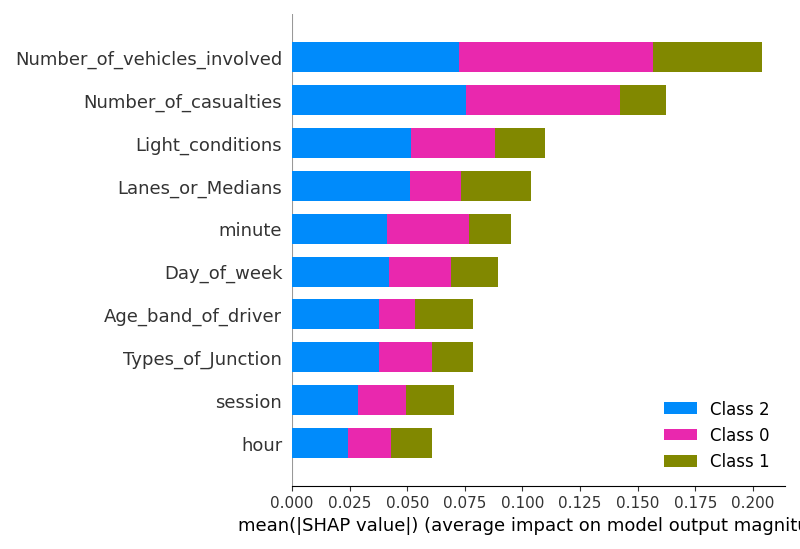 Number_of_vehicles_involved
Number_of_casualties
Light_conditions
Lanes_or_Medians
minute
Day_of_week
Age_band_of_driver
Types_of_Junction
session
hour
Class 2
Class 0
Class 1
0.000 0.025 0.050 0.075 0.100 0.125 0.150 0.175 0.200
mean(|SHAP value|) (average impact on model output magnitu